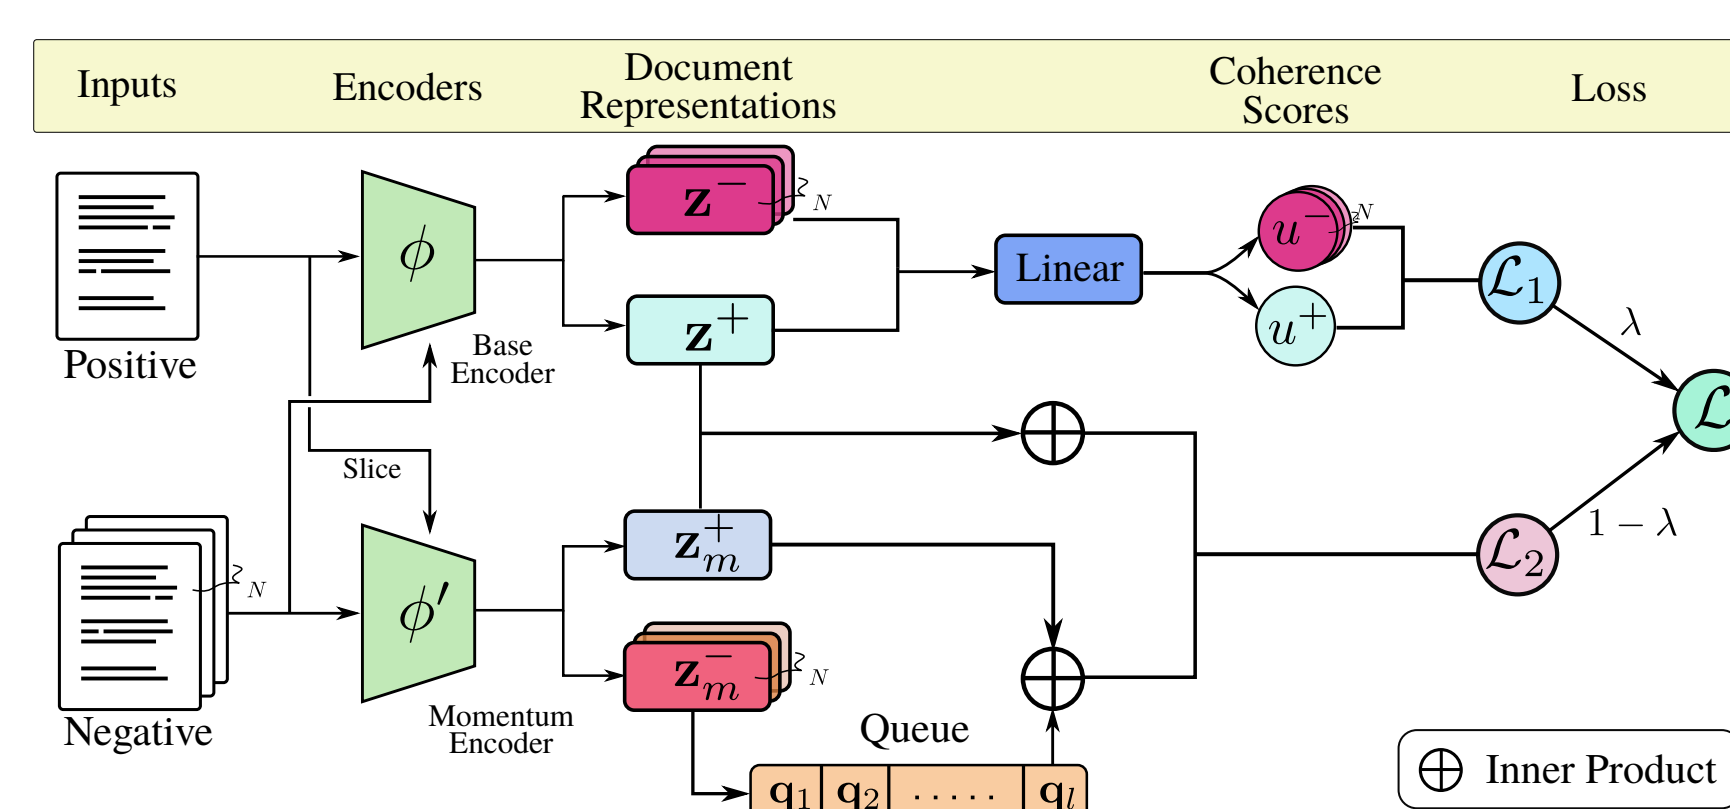 Inputs
Encoders
Document
Representations
Coherence
Scores
Loss
Positive
ϕ
Base
Encoder
z⁻
N
z⁺
Linear
u⁻
N
u⁺
ℒ₁
λ
ℒ
Slice
Negative
N
ϕ′
Momentum
Encoder
z⁺ₘ
z⁻ₘ
N
ℒ₂
1 − λ
Queue
q₁ q₂ ..... qₗ
Inner Product